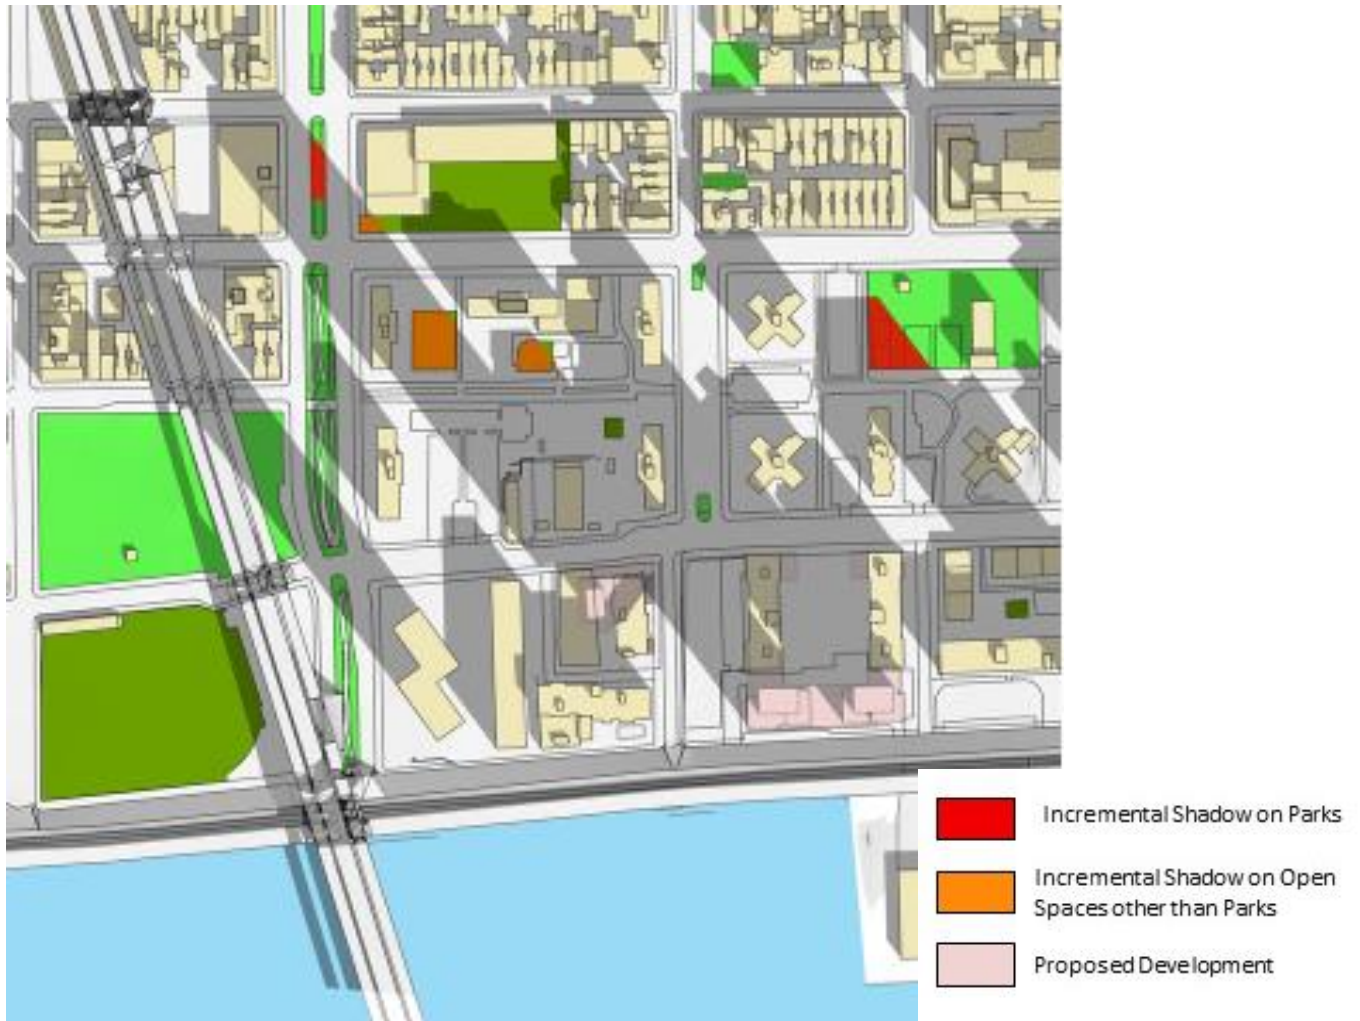 Incremental Shadow on Parks
Incremental Shadow on Open
Spaces other than Parks
Proposed Development